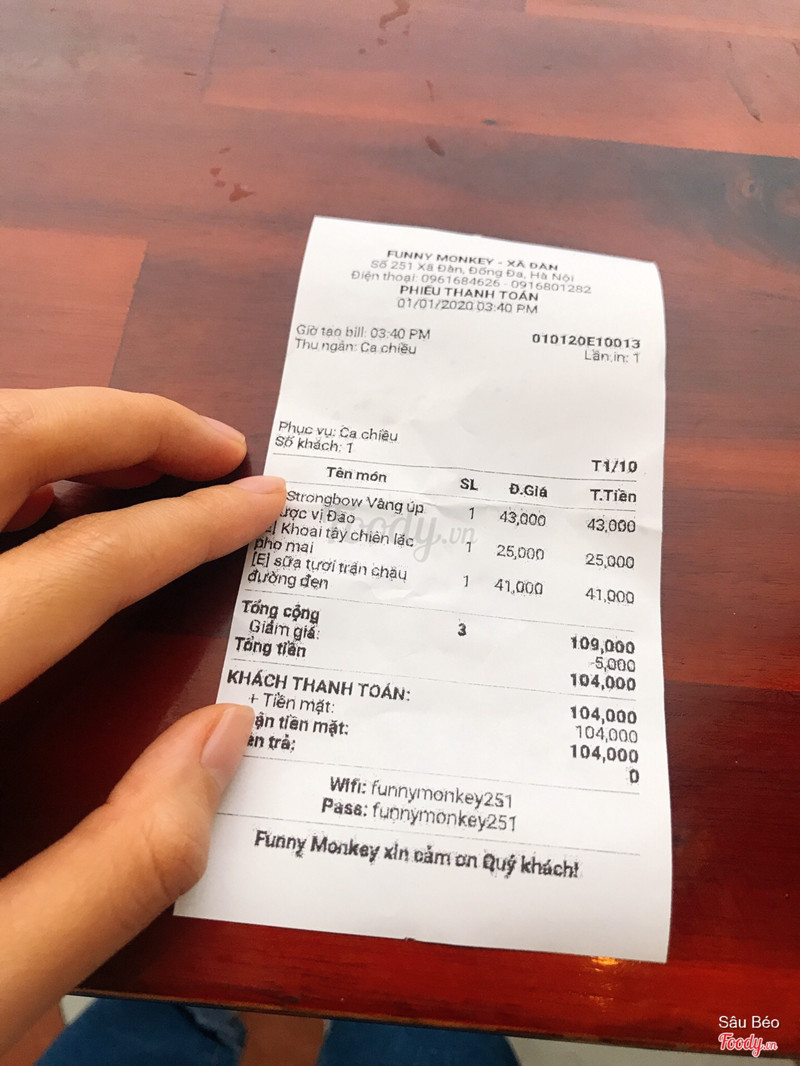 FUNNY MONKEY - XÃ ĐÀN
Số 251 Xã Đàn, Đống Đa, Hà Nội
Điện thoại: 0961684626 - 0916801282
PHIẾU THANH TOÁN
01/01/2020 03:40 PM
Giờ tạo bill: 03:40 PM 010120E10013
Thu ngân: Ca chiều Lần in: 1
Phục vụ: Ca chiều
Số khách: 1 T1/10
Tên món SL Đ.Giá T.Tiền
Strongbow Vàng úp 1 43,000 43,000
ược vị Đào
Khoai tây chiên lắc 1 25,000 25,000
pho mai
[E] sữa tươi trân châu 1 41,000 41,000
đường đen
Tổng cộng 3 109,000
Giảm giá: -5,000
Tổng tiền 104,000
KHÁCH THANH TOÁN: 104,000
+ Tiền mặt: 104,000
ận tiền mặt: 104,000
ền trả: 0
Wifi: funnymonkey251
Pass: funnymonkey251
Funny Monkey xin cảm ơn Quý khách!
Foody.vn
Sâu Béo
Foody.vn